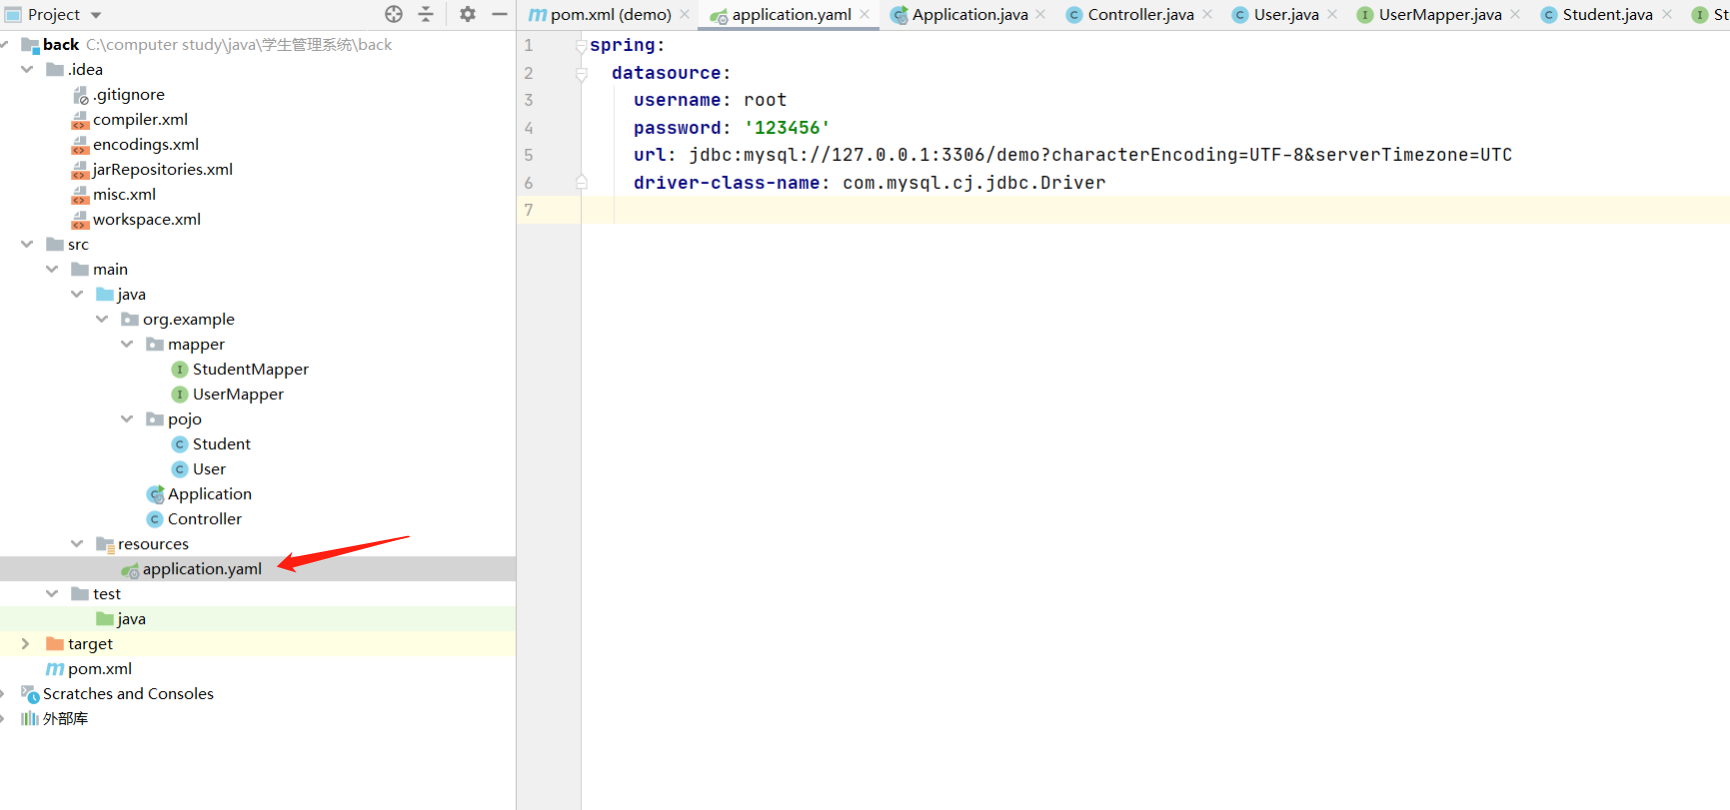 Project
back C:\computer study\java\学生管理系统\back
.idea
.gitignore
compiler.xml
encodings.xml
jarRepositories.xml
misc.xml
workspace.xml
src
main
java
org.example
mapper
StudentMapper
UserMapper
pojo
Student
User
Application
Controller
resources
application.yaml
test
java
target
pom.xml
Scratches and Consoles
外部库
pom.xml (demo) application.yaml Application.java Controller.java User.java UserMapper.java Student.java St
1 spring:
2 datasource:
3 username: root
4 password: '123456'
5 url: jdbc:mysql://127.0.0.1:3306/demo?characterEncoding=UTF-8&serverTimezone=UTC
6 driver-class-name: com.mysql.cj.jdbc.Driver
7